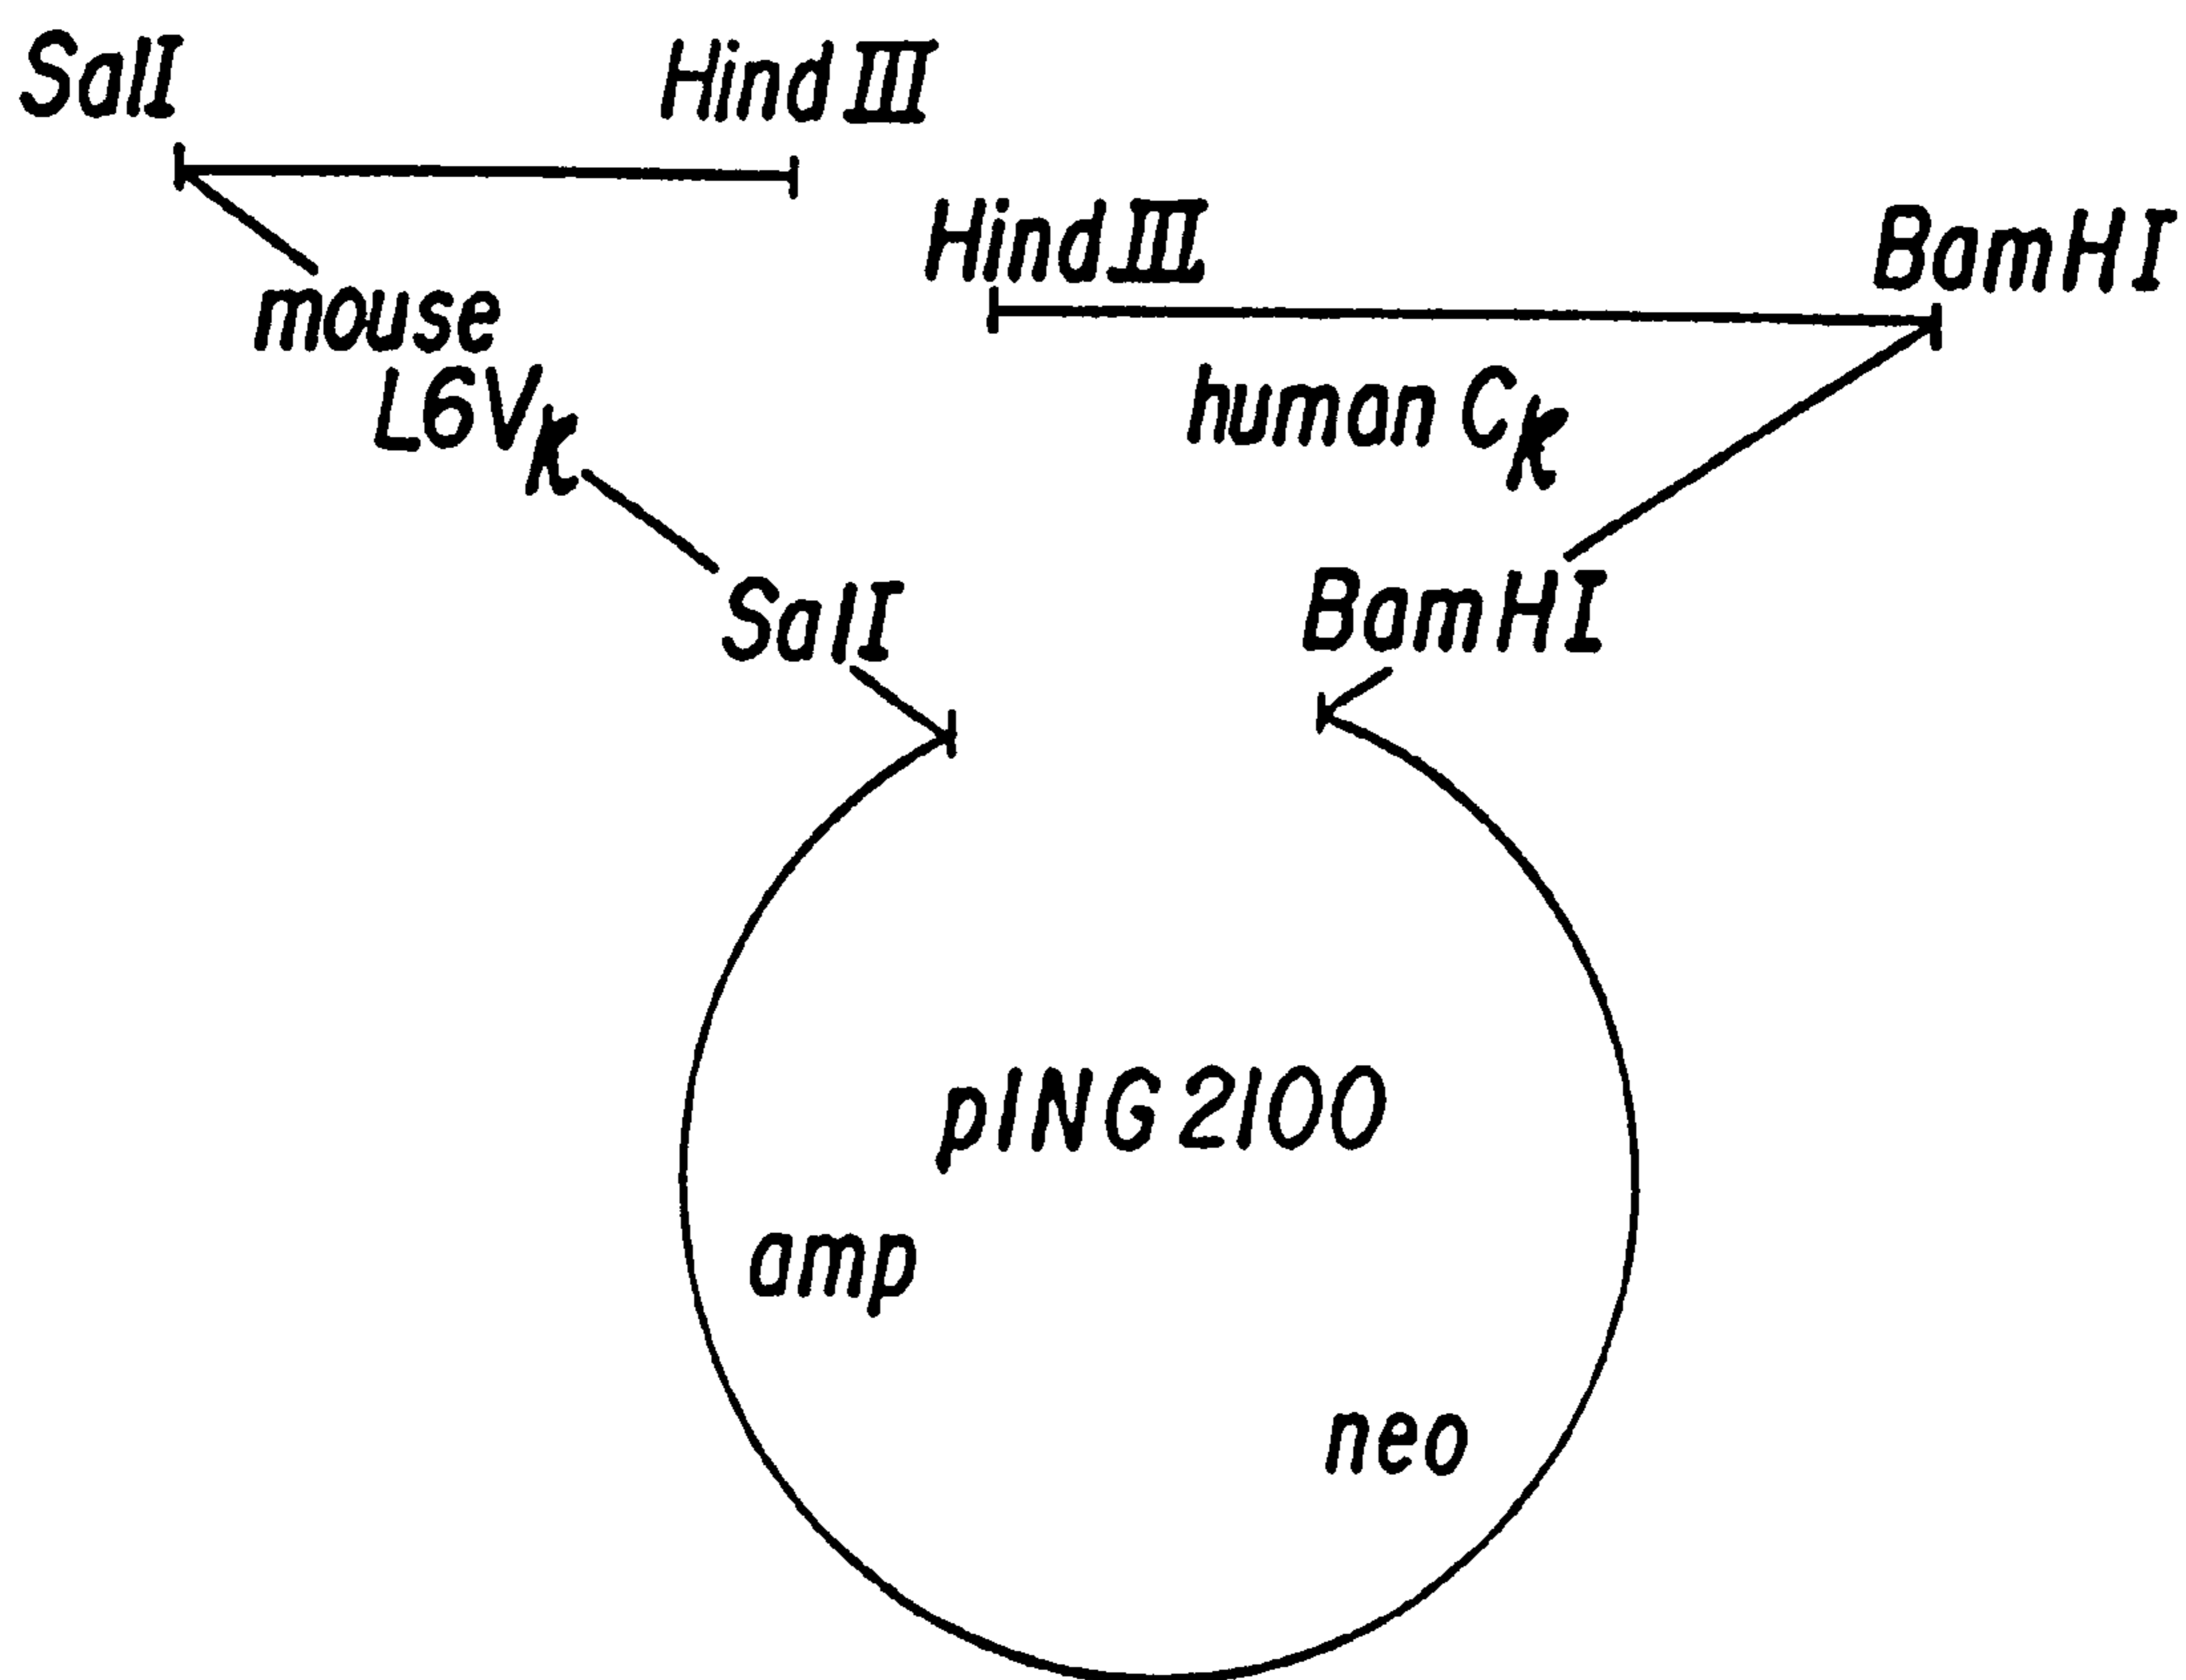 SalI
HindIII
HindIII
BamHI
mouse
L6Vκ
human Cκ
SalI
BamHI
pING2100
amp
neo